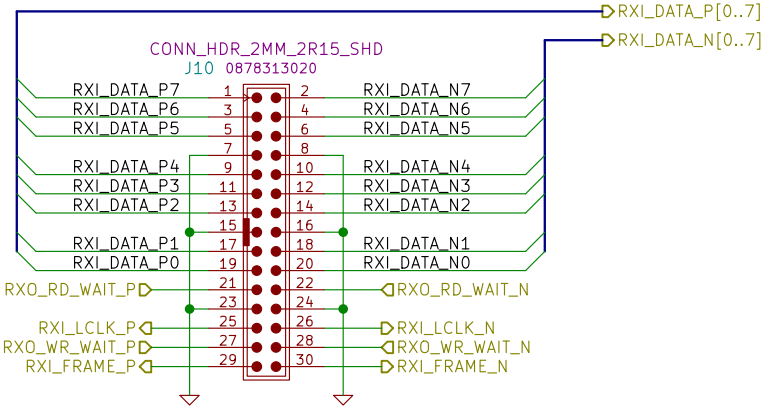 RXI_DATA_P[0..7]
RXI_DATA_N[0..7]
CONN_HDR_2MM_2R15_SHD
J10 0878313020
RXI_DATA_P7 1 2 RXI_DATA_N7
RXI_DATA_P6 3 4 RXI_DATA_N6
RXI_DATA_P5 5 6 RXI_DATA_N5
7 8
RXI_DATA_P4 9 10 RXI_DATA_N4
RXI_DATA_P3 11 12 RXI_DATA_N3
RXI_DATA_P2 13 14 RXI_DATA_N2
15 16
RXI_DATA_P1 17 18 RXI_DATA_N1
RXI_DATA_P0 19 20 RXI_DATA_N0
RXO_RD_WAIT_P 21 22 RXO_RD_WAIT_N
23 24
RXI_LCLK_P 25 26 RXI_LCLK_N
RXO_WR_WAIT_P 27 28 RXO_WR_WAIT_N
RXI_FRAME_P 29 30 RXI_FRAME_N